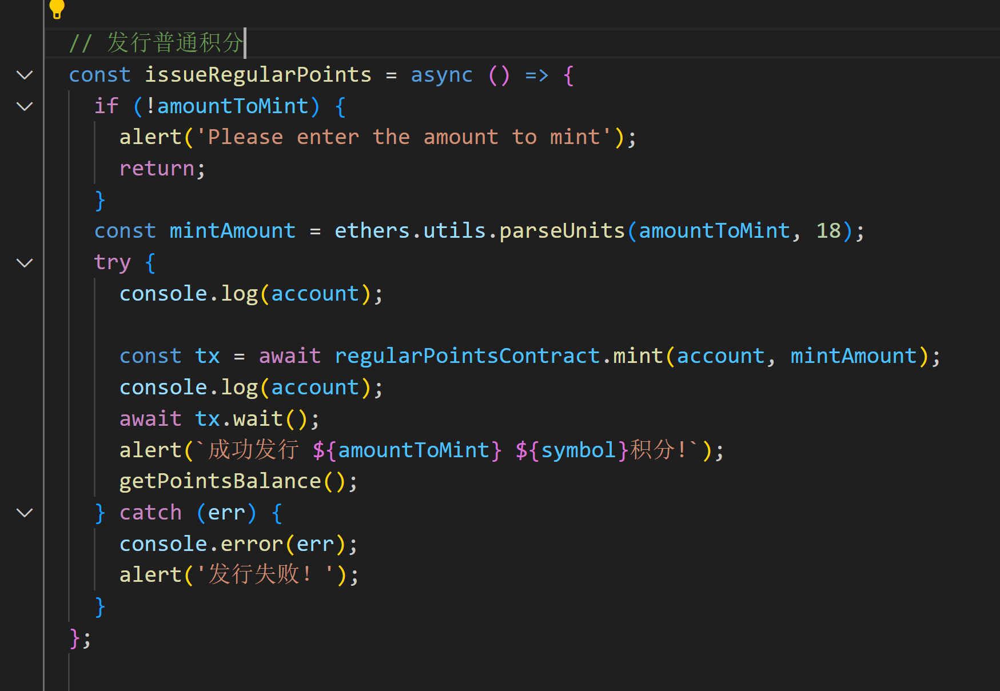 // 发行普通积分
const issueRegularPoints = async () => {
if (!amountToMint) {
alert('Please enter the amount to mint');
return;
}
const mintAmount = ethers.utils.parseUnits(amountToMint, 18);
try {
console.log(account);
const tx = await regularPointsContract.mint(account, mintAmount);
console.log(account);
await tx.wait();
alert(`成功发行 ${amountToMint} ${symbol}积分!`);
getPointsBalance();
} catch (err) {
console.error(err);
alert('发行失败！');
}
};